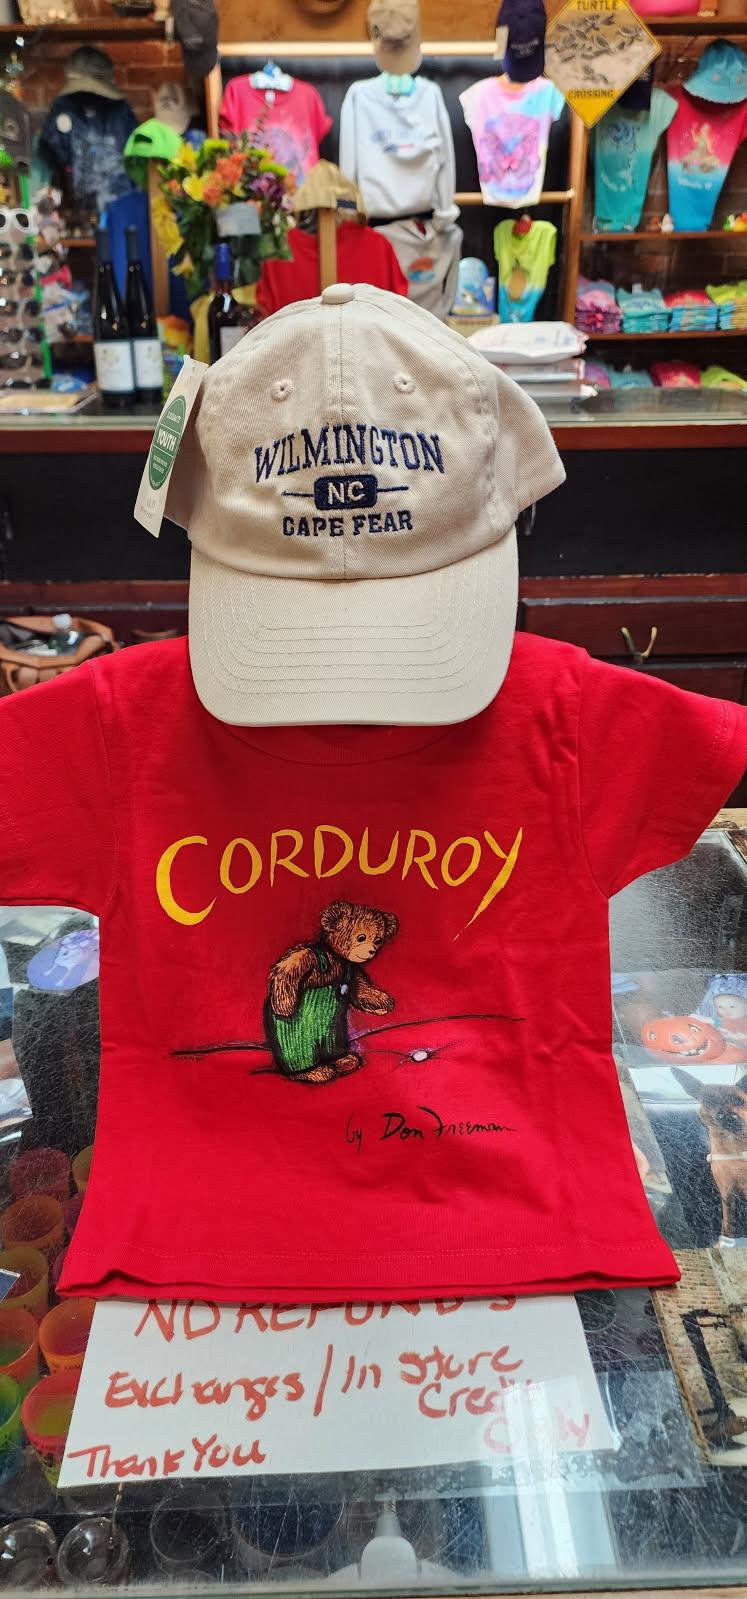 TURTLE
CROSSING
LEGACY
YOUTH
WILMINGTON
NC
CAPE FEAR
CORDUROY
by Don Freeman
NO REFUNDS
Exchanges / In Store
Credit
Only
Thank You